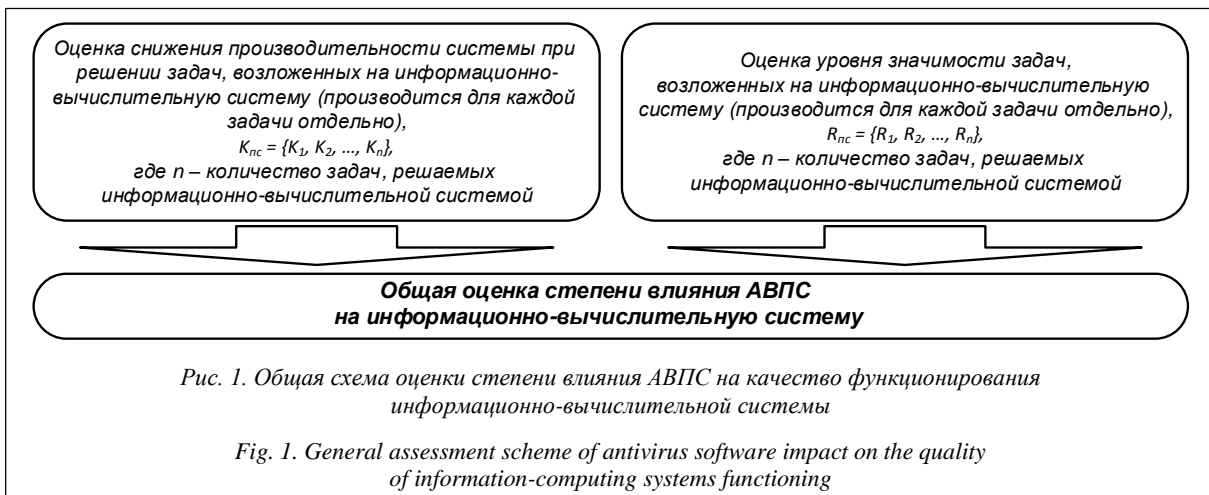 Оценка снижения производительности системы при
решении задач, возложенных на информационно-
вычислительную систему (производится для каждой
задачи отдельно),
Kпс = {K1, K2, ..., Kn},
где n – количество задач, решаемых
информационно-вычислительной системой
Оценка уровня значимости задач,
возложенных на информационно-вычислительную
систему (производится для каждой задачи отдельно),
Rпс = {R1, R2, ..., Rn},
где n – количество задач, решаемых
информационно-вычислительной системой
Общая оценка степени влияния АВПС
на информационно-вычислительную систему
Рис. 1. Общая схема оценки степени влияния АВПС на качество функционирования
информационно-вычислительной системы
Fig. 1. General assessment scheme of antivirus software impact on the quality
of information-computing systems functioning